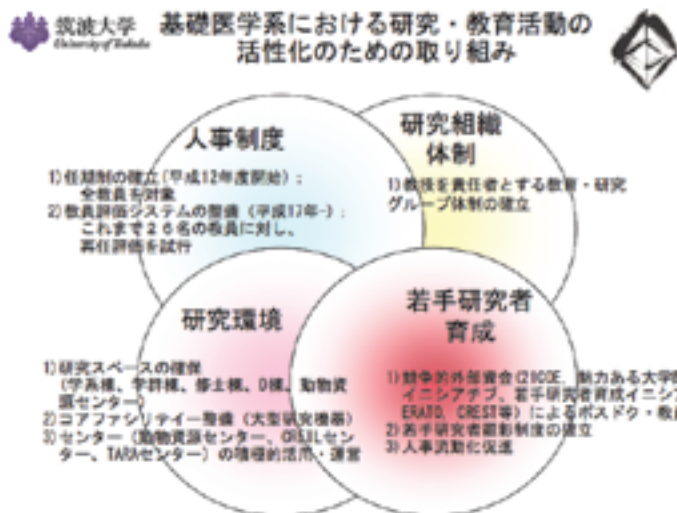 筑波大学
University of Tsukuba
基礎医学系における研究・教育活動の
活性化のための取り組み
人事制度
1)任期制の確立(平成12年度開始)；
全教員を対象
2)教員評価システムの整備（平成17年-)；
これまで26名の教員に対し、
再任評価を試行
研究組織
体制
1)教授を責任者とする教育・研究
グループ体制の確立
研究環境
1)研究スペースの確保
(学系棟、学群棟、修士棟、D棟、動物資
源センター)
2)コアファシリティー整備（大型研究機器）
3)センター（動物資源センター、
ター、TARAセンター）の積極的活用・運営
若手研究者
育成
1)競争的外部資金(21COE、魅力ある大学院
イニシアチブ、若手研究者育成イニシア
ERATO、CREST等）によるポスドク・教員
2)若手研究者顕彰制度の確立
3)人事流動化促進